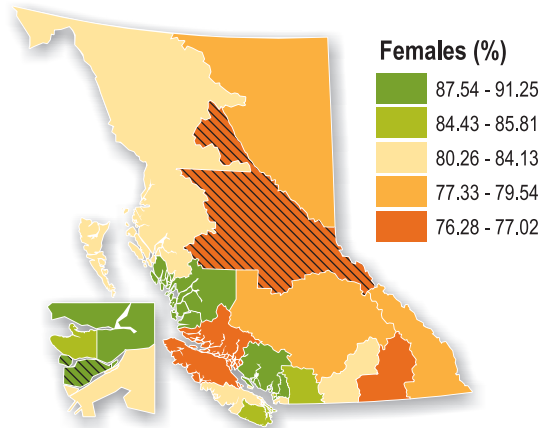 Females (%)
87.54 - 91.25
84.43 - 85.81
80.26 - 84.13
77.33 - 79.54
76.28 - 77.02